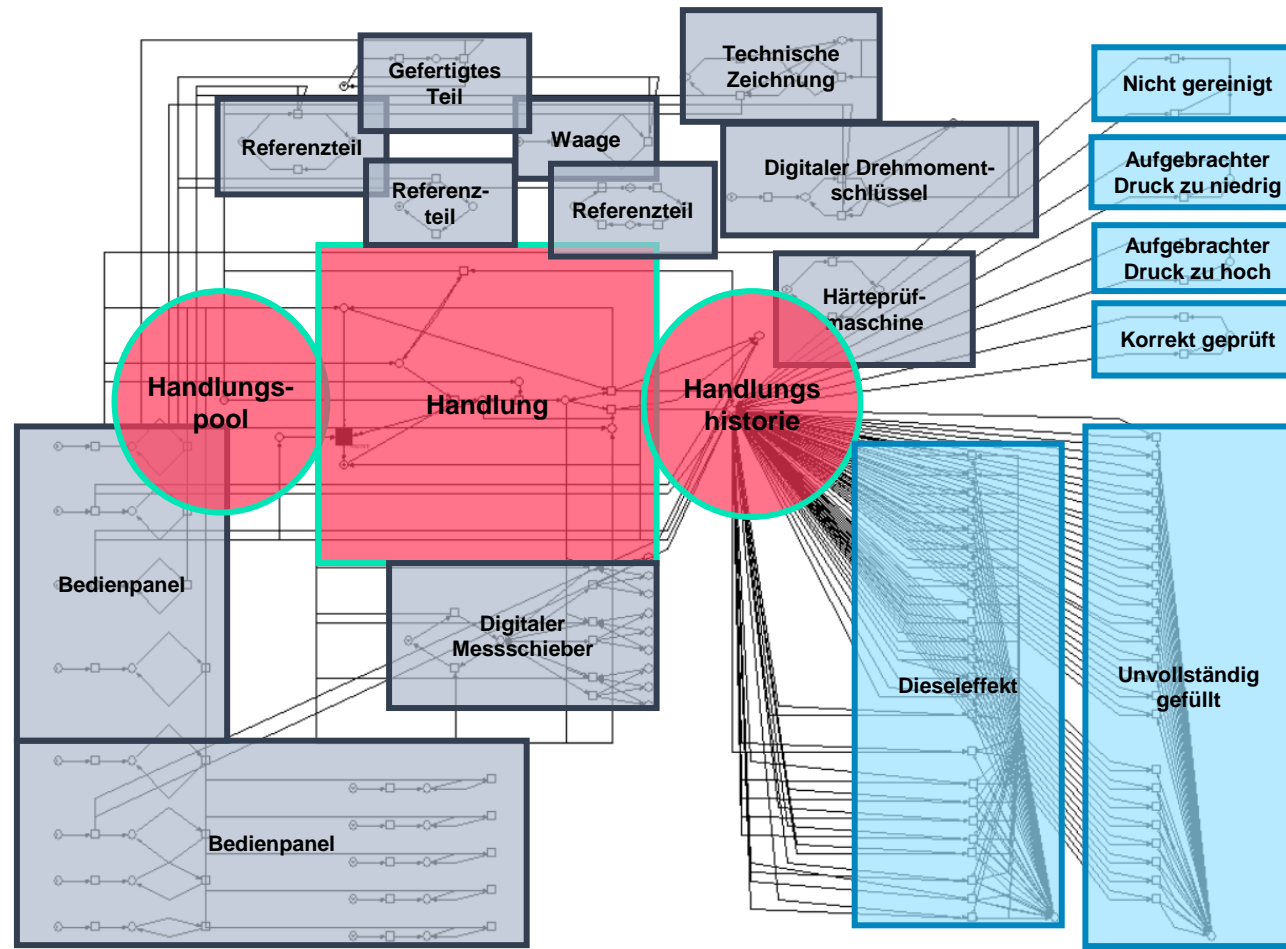 Gefertigtes
Teil
Technische
Zeichnung
Nicht gereinigt
Referenzteil
Waage
Digitaler Drehmoment-
schlüssel
Aufgebrachter
Druck zu niedrig
Referenz-
teil
Referenzteil
Aufgebrachter
Druck zu hoch
Härteprüf-
maschine
Korrekt geprüft
Handlungs-
pool
Handlung
Handlungs
historie
Bedienpanel
Digitaler
Messschieber
Dieseleffekt
Unvollständig
gefüllt
Bedienpanel